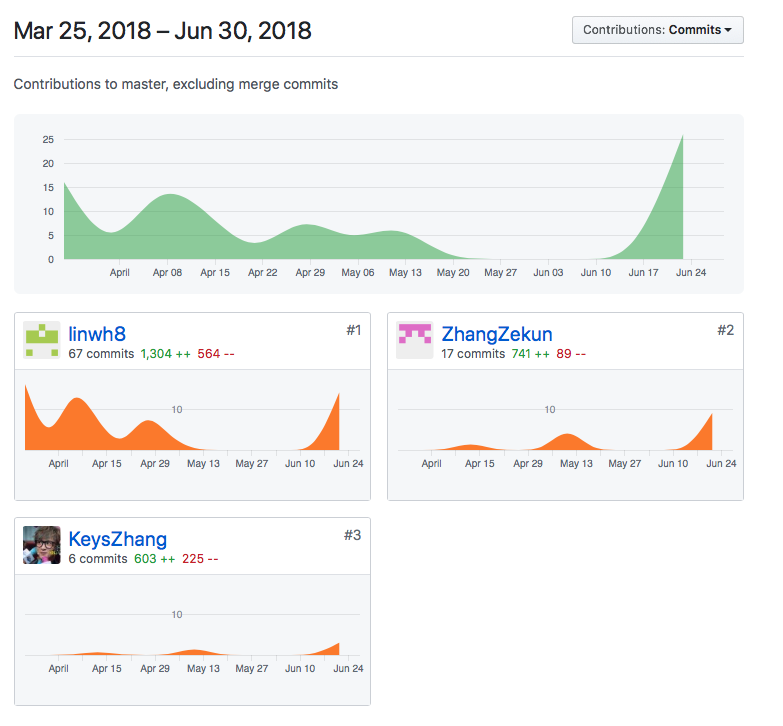 Mar 25, 2018 – Jun 30, 2018
Contributions: Commits
Contributions to master, excluding merge commits
25
20
15
10
5
0
April Apr 08 Apr 15 Apr 22 Apr 29 May 06 May 13 May 20 May 27 Jun 03 Jun 10 Jun 17 Jun 24
linwh8 #1
67 commits 1,304 ++ 564 --
10
April Apr 15 Apr 29 May 13 May 27 Jun 10 Jun 24
ZhangZekun #2
17 commits 741 ++ 89 --
10
April Apr 15 Apr 29 May 13 May 27 Jun 10 Jun 24
KeysZhang #3
6 commits 603 ++ 225 --
10
April Apr 15 Apr 29 May 13 May 27 Jun 10 Jun 24